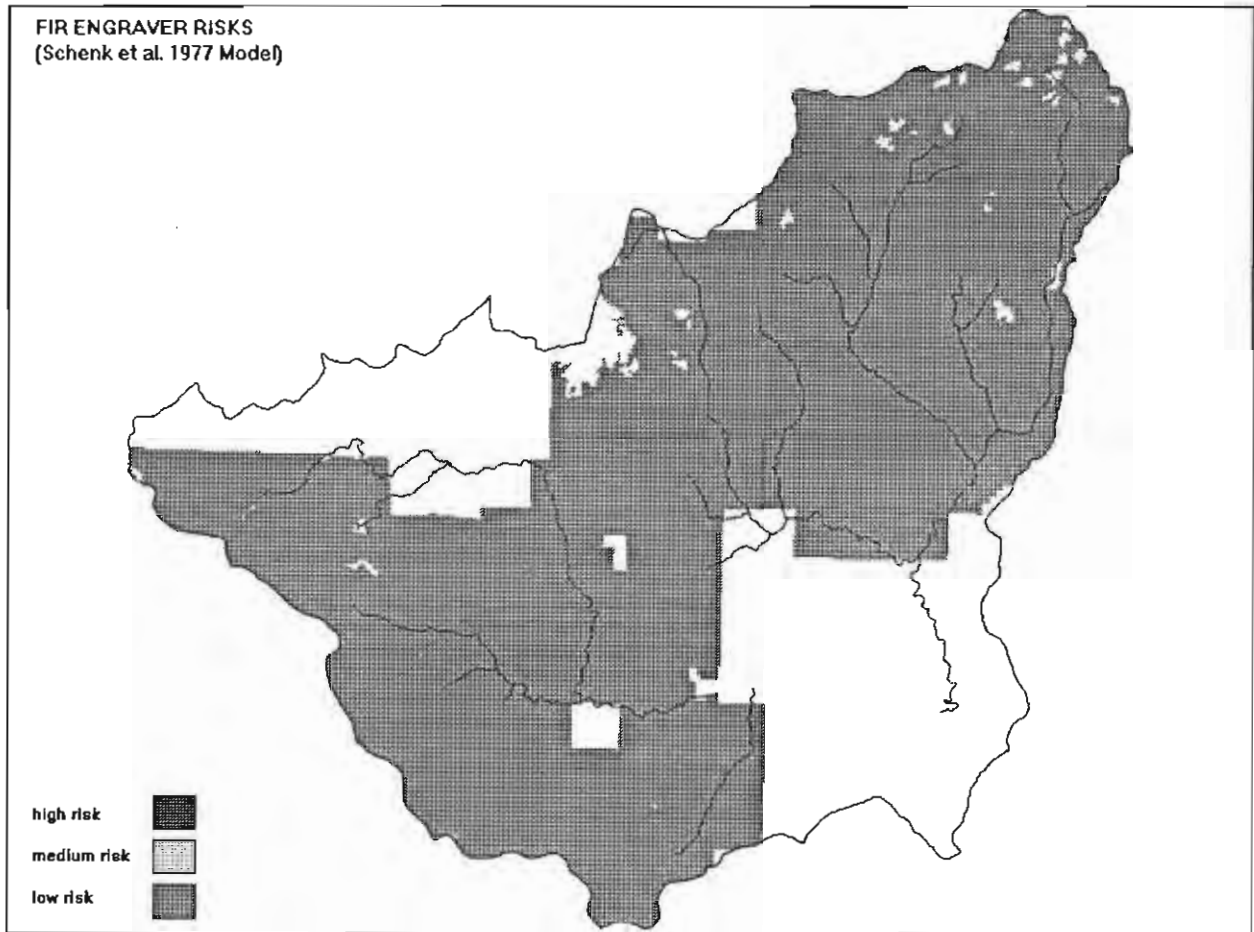 FIR ENGRAVER RISKS
(Schenk et al. 1977 Model)
high risk
medium risk
low risk